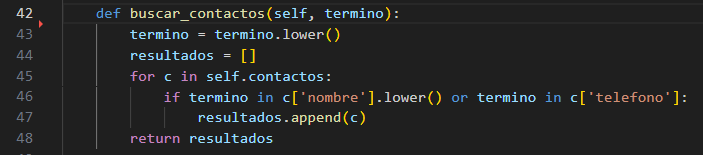 42 def buscar_contactos(self, termino):
43 termino = termino.lower()
44 resultados = []
45 for c in self.contactos:
46 if termino in c['nombre'].lower() or termino in c['telefono']:
47 resultados.append(c)
48 return resultados